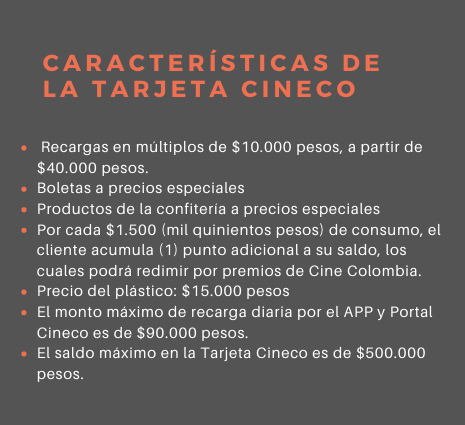 CARACTERÍSTICAS DE
LA TARJETA CINECO
• Recargas en múltiplos de $10.000 pesos, a partir de
$40.000 pesos.
• Boletas a precios especiales
• Productos de la confitería a precios especiales
• Por cada $1.500 (mil quinientos pesos) de consumo, el
cliente acumula (1) punto adicional a su saldo, los
cuales podrá redimir por premios de Cine Colombia.
• Precio del plástico: $15.000 pesos
• El monto máximo de recarga diaria por el APP y Portal
Cineco es de $90.000 pesos.
• El saldo máximo en la Tarjeta Cineco es de $500.000
pesos.